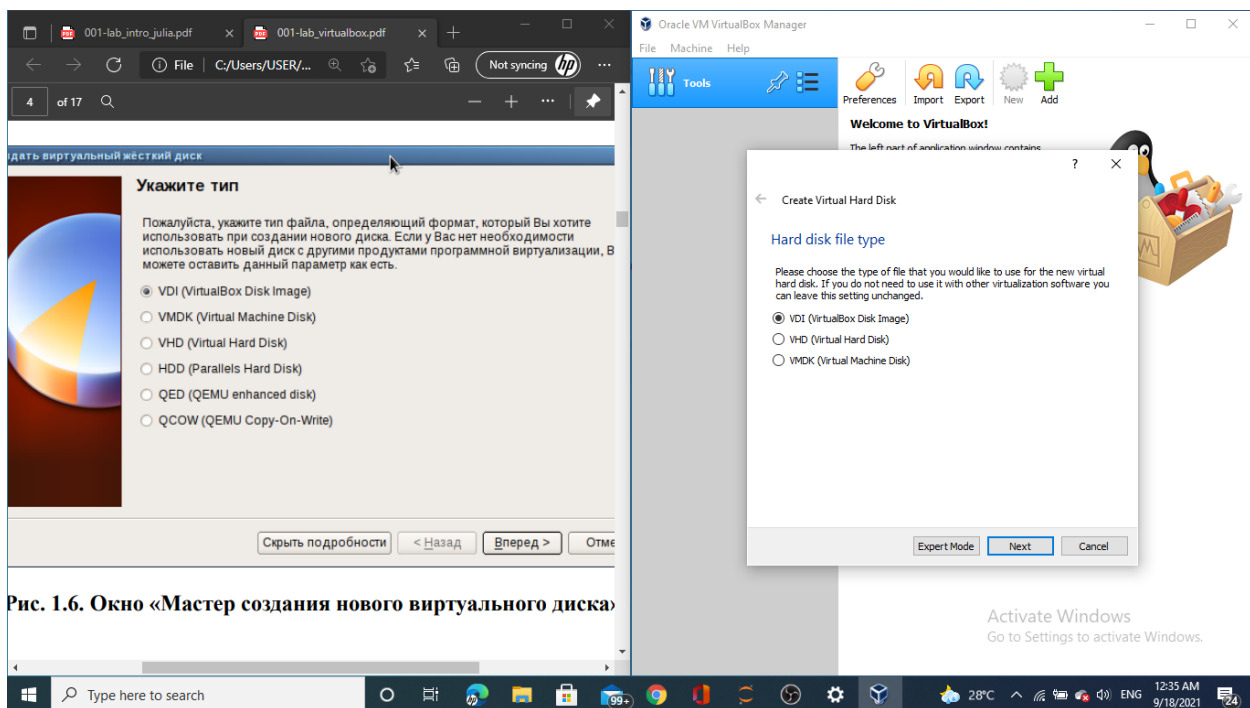 001-lab_intro_julia.pdf
001-lab_virtualbox.pdf
File
C:/Users/USER/...
Not syncing
4
of 17
здать виртуальный жёсткий диск
Укажите тип
Пожалуйста, укажите тип файла, определяющий формат, который Вы хотите
использовать при создании нового диска. Если у Вас нет необходимости
использовать новый диск с другими продуктами программной виртуализации, В
можете оставить данный параметр как есть.
VDI (VirtualBox Disk Image)
VMDK (Virtual Machine Disk)
VHD (Virtual Hard Disk)
HDD (Parallels Hard Disk)
QED (QEMU enhanced disk)
QCOW (QEMU Copy-On-Write)
Скрыть подробности
< Назад
Вперед >
Отме
Рис. 1.6. Окно «Мастер создания нового виртуального диска»
Oracle VM VirtualBox Manager
File Machine Help
Tools
Preferences Import Export New Add
Welcome to VirtualBox!
The left part of application window contains
?
Create Virtual Hard Disk
Hard disk file type
Please choose the type of file that you would like to use for the new virtual
hard disk. If you do not need to use it with other virtualization software you
can leave this setting unchanged.
VDI (VirtualBox Disk Image)
VHD (Virtual Hard Disk)
VMDK (Virtual Machine Disk)
Expert Mode
Next
Cancel
Activate Windows
Go to Settings to activate Windows.
Type here to search
99+
28°C
ENG
12:35 AM
9/18/2021
24